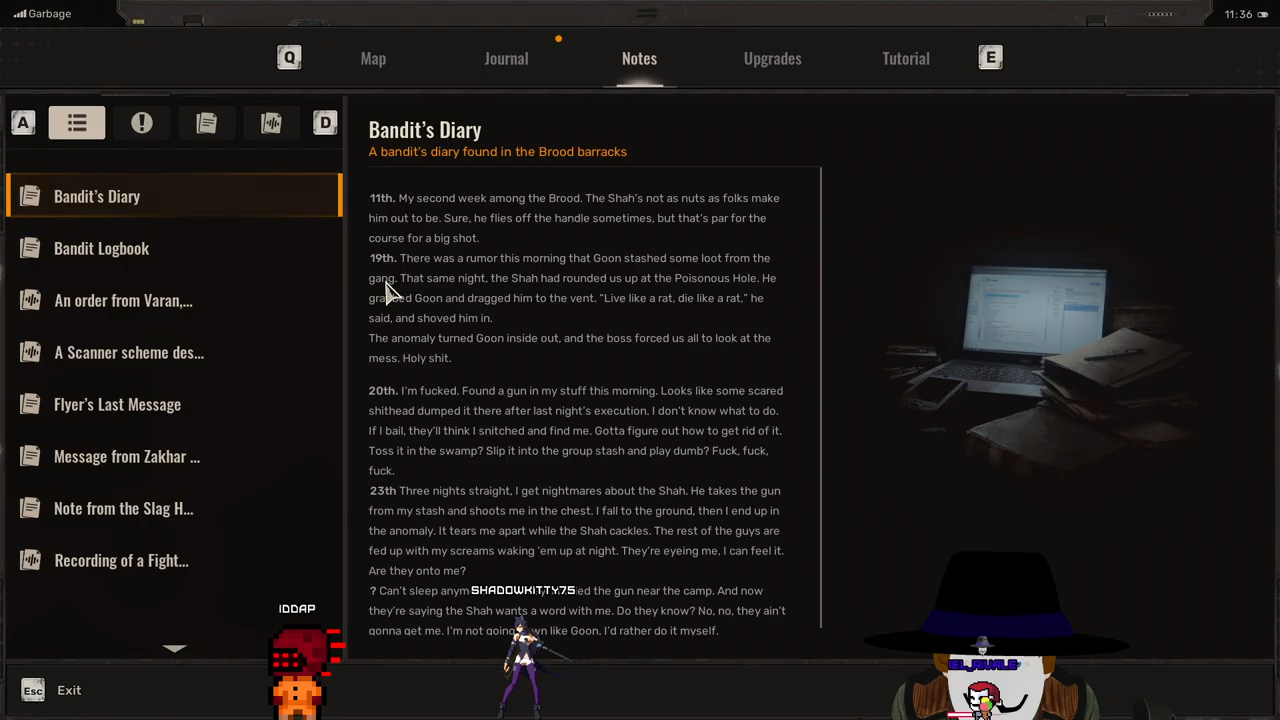 Garbage
11:36
Q
Map
Journal
Notes
Upgrades
Tutorial
E
A
D
Bandit's Diary
Bandit Logbook
An order from Varan,...
A Scanner scheme des...
Flyer's Last Message
Message from Zakhar ...
Note from the Slag H...
Recording of a Fight...
Bandit's Diary
A bandit's diary found in the Brood barracks
11th. My second week among the Brood. The Shah's not as nuts as folks make
him out to be. Sure, he flies off the handle sometimes, but that's par for the
course for a big shot.
19th. There was a rumor this morning that Goon stashed some loot from the
gang. That same night, the Shah had rounded us up at the Poisonous Hole. He
Goon and dragged him to the vent. "Live like a rat, die like a rat," he
said, and shoved him in.
The anomaly turned Goon inside out, and the boss forced us all to look at the
mess. Holy shit.
20th. I'm fucked. Found a gun in my stuff this morning. Looks like some scared
shithead dumped it there after last night's execution. I don't know what to do.
If I bail, they'll think I snitched and find me. Gotta figure out how to get rid of it.
Toss it in the swamp? Slip it into the group stash and play dumb? Fuck, fuck,
fuck.
23th Three nights straight, I get nightmares about the Shah. He takes the gun
from my stash and shoots me in the chest. I fall to the ground, then I end up in
the anomaly. It tears me apart while the Shah cackles. The rest of the guys are
fed up with my screams waking 'em up at night. They're eyeing me, I can feel it.
Are they onto me?
? Can't sleep the gun near the camp. And now
they're saying the Shah wants a word with me. Do they know? No, no, they ain't
gonna get me. I'm not going like Goon. I'd rather do it myself.
SHADOWKITTY75
IDDAP
Esc
Exit